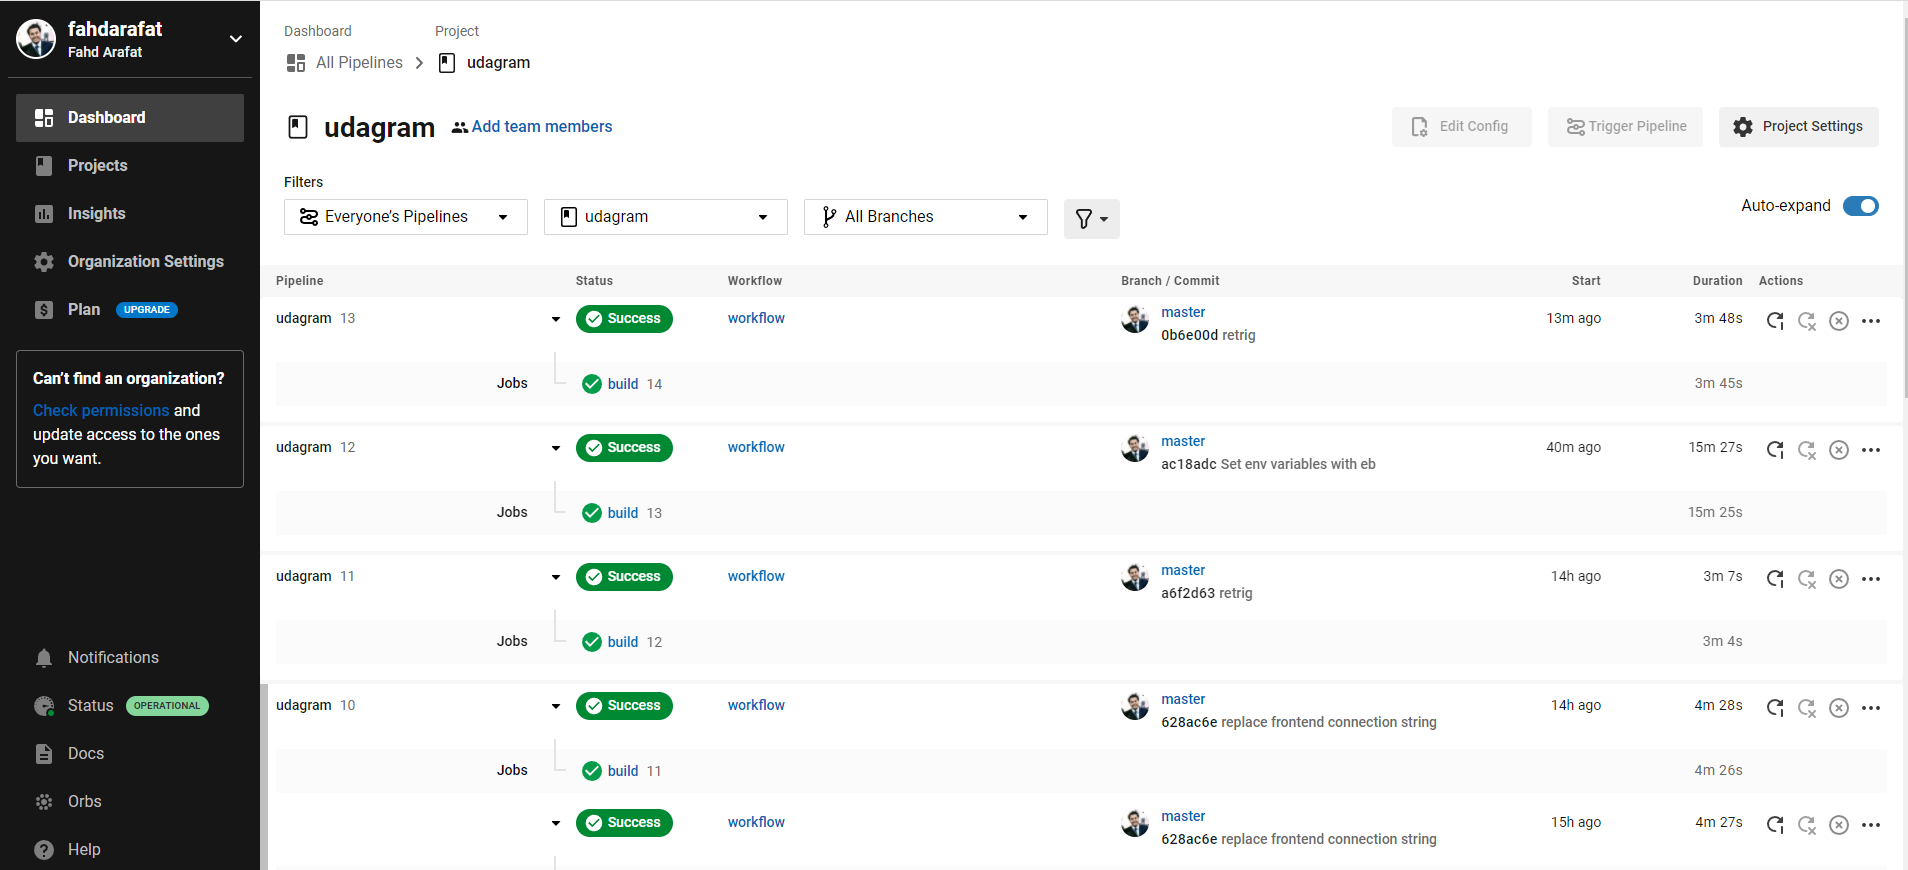 fahdarafat
Fahd Arafat
Dashboard
Projects
Insights
Organization Settings
Plan UPGRADE
Can't find an organization?
Check permissions and
update access to the ones
you want.
Notifications
Status OPERATIONAL
Docs
Orbs
Help
Dashboard Project
All Pipelines udagram
udagram Add team members
Edit Config Trigger Pipeline Project Settings
Filters
Everyone's Pipelines udagram All Branches
Auto-expand
Pipeline Status Workflow Branch / Commit Start Duration Actions
udagram 13 Success workflow master 13m ago 3m 48s
0b6e00d retrig
Jobs build 14 3m 45s
udagram 12 Success workflow master 40m ago 15m 27s
ac18adc Set env variables with eb
Jobs build 13 15m 25s
udagram 11 Success workflow master 14h ago 3m 7s
a6f2d63 retrig
Jobs build 12 3m 4s
udagram 10 Success workflow master 14h ago 4m 28s
628ac6e replace frontend connection string
Jobs build 11 4m 26s
Success workflow master 15h ago 4m 27s
628ac6e replace frontend connection string